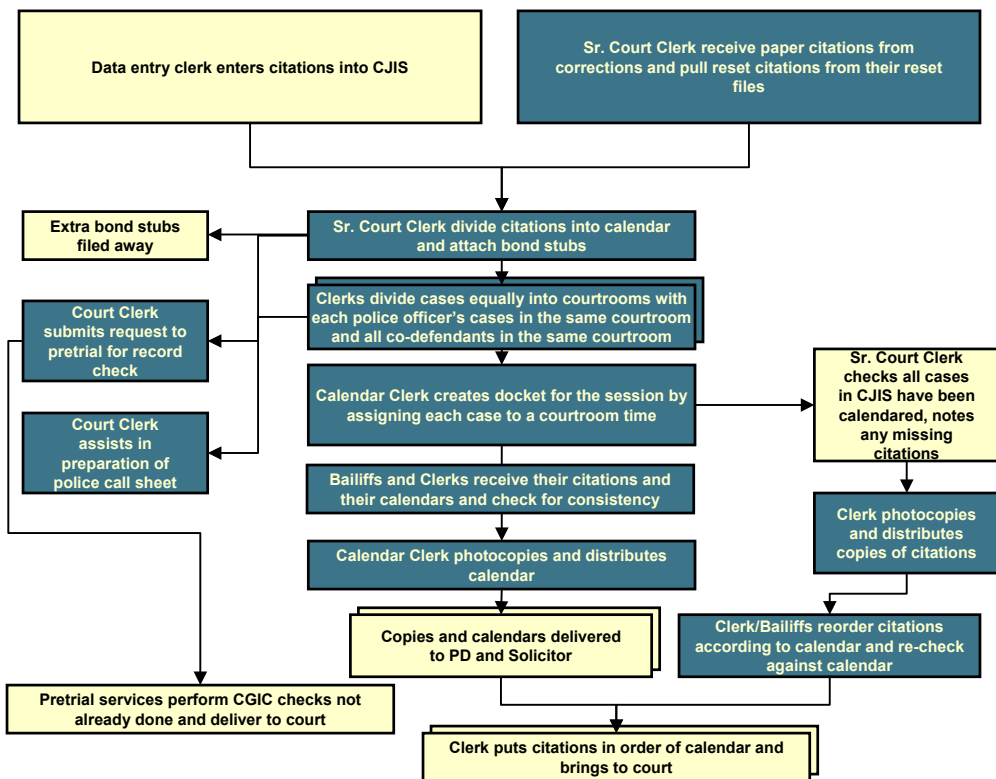 Data entry clerk enters citations into CJIS
Sr. Court Clerk receive paper citations from
corrections and pull reset citations from their reset
files
Extra bond stubs
filed away
Sr. Court Clerk divide citations into calendar
and attach bond stubs
Clerks divide cases equally into courtrooms with
each police officer's cases in the same courtroom
and all co-defendants in the same courtroom
Court Clerk
submits request to
pretrial for record
check
Calendar Clerk creates docket for the session by
assigning each case to a courtroom time
Sr. Court Clerk
checks all cases
in CJIS have been
calendared, notes
any missing
citations
Court Clerk
assists in
preparation of
police call sheet
Bailiffs and Clerks receive their citations and
their calendars and check for consistency
Clerk photocopies
and distributes
copies of citations
Calendar Clerk photocopies and distributes
calendar
Copies and calendars delivered
to PD and Solicitor
Clerk/Bailiffs reorder citations
according to calendar and re-check
against calendar
Pretrial services perform CGIC checks not
already done and deliver to court
Clerk puts citations in order of calendar and
brings to court